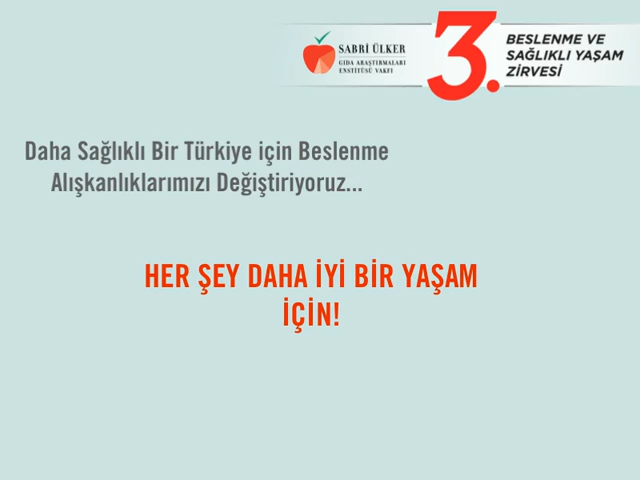 SABRİ ÜLKER
GIDA ARAŞTIRMALARI
ENSTİTÜSÜ VAKFI
3.
BESLENME VE
SAĞLIKLI YAŞAM
ZİRVESİ
Daha Sağlıklı Bir Türkiye için Beslenme
Alışkanlıklarımızı Değiştiriyoruz...
HER ŞEY DAHA İYİ BİR YAŞAM
İÇİN!